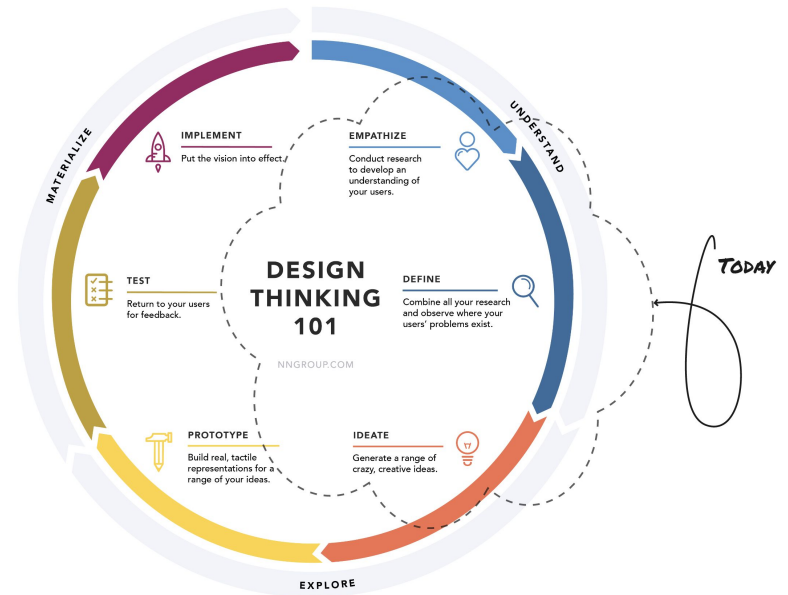 UNDERSTAND
MATERIALIZE
EXPLORE
EMPATHIZE
Conduct research
to develop an
understanding of
your users.
DEFINE
Combine all your research
and observe where your
users' problems exist.
IDEATE
Generate a range of
crazy, creative ideas.
PROTOTYPE
Build real, tactile
representations for a
range of your ideas.
TEST
Return to your users
for feedback.
IMPLEMENT
Put the vision into effect.
DESIGN
THINKING
101
NNGROUP.COM
TODAY